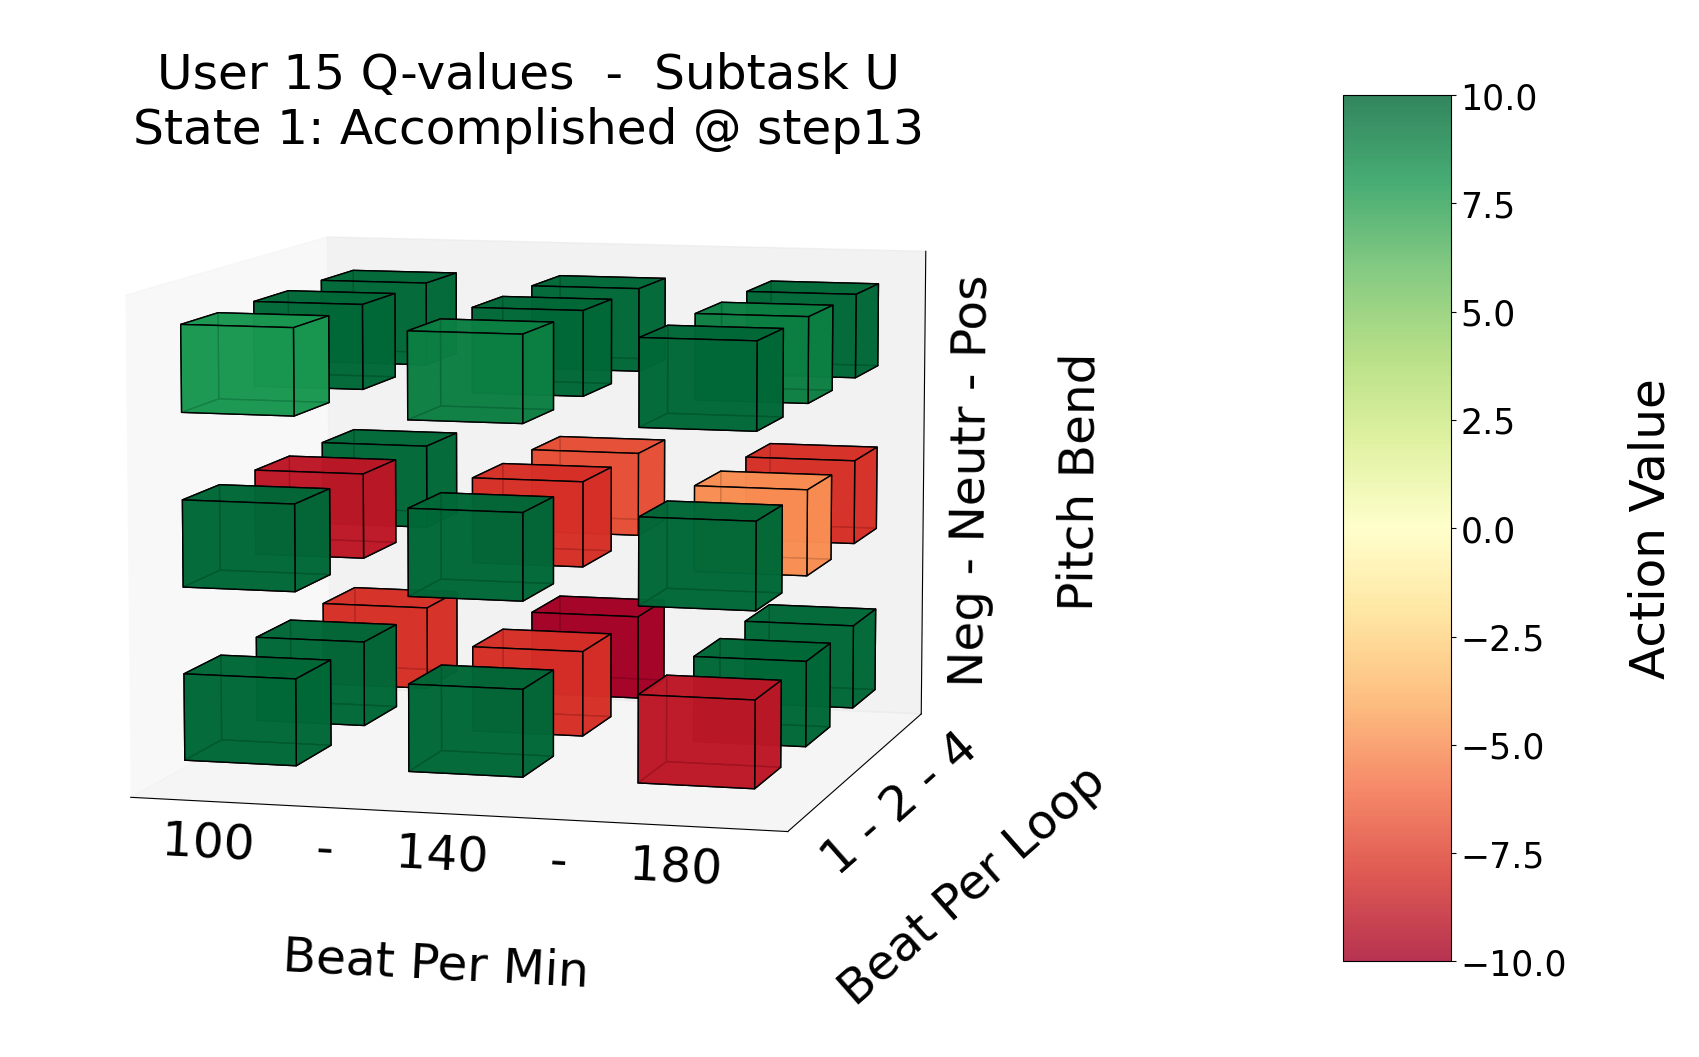 User 15 Q-values - Subtask U
State 1: Accomplished @ step13
100 - 140 - 180
Beat Per Min
1 - 2 - 4
Beat Per Loop
Neg - Neutr - Pos
Pitch Bend
10.0
7.5
5.0
2.5
0.0
−2.5
−5.0
−7.5
−10.0
Action Value